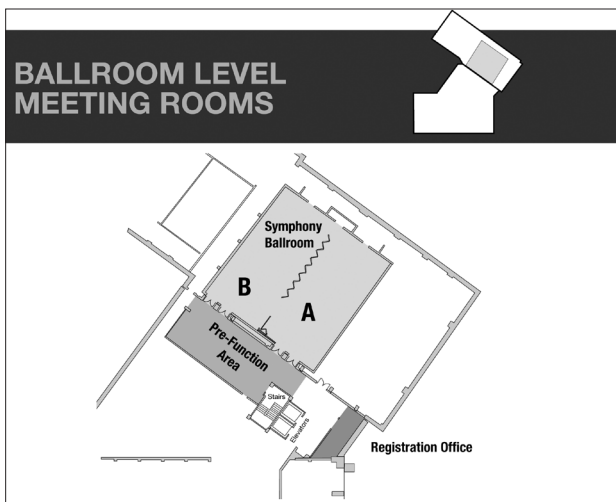 BALLROOM LEVEL
MEETING ROOMS
Symphony
Ballroom
B
A
Pre-Function
Area
Stairs
Elevators
Registration Office